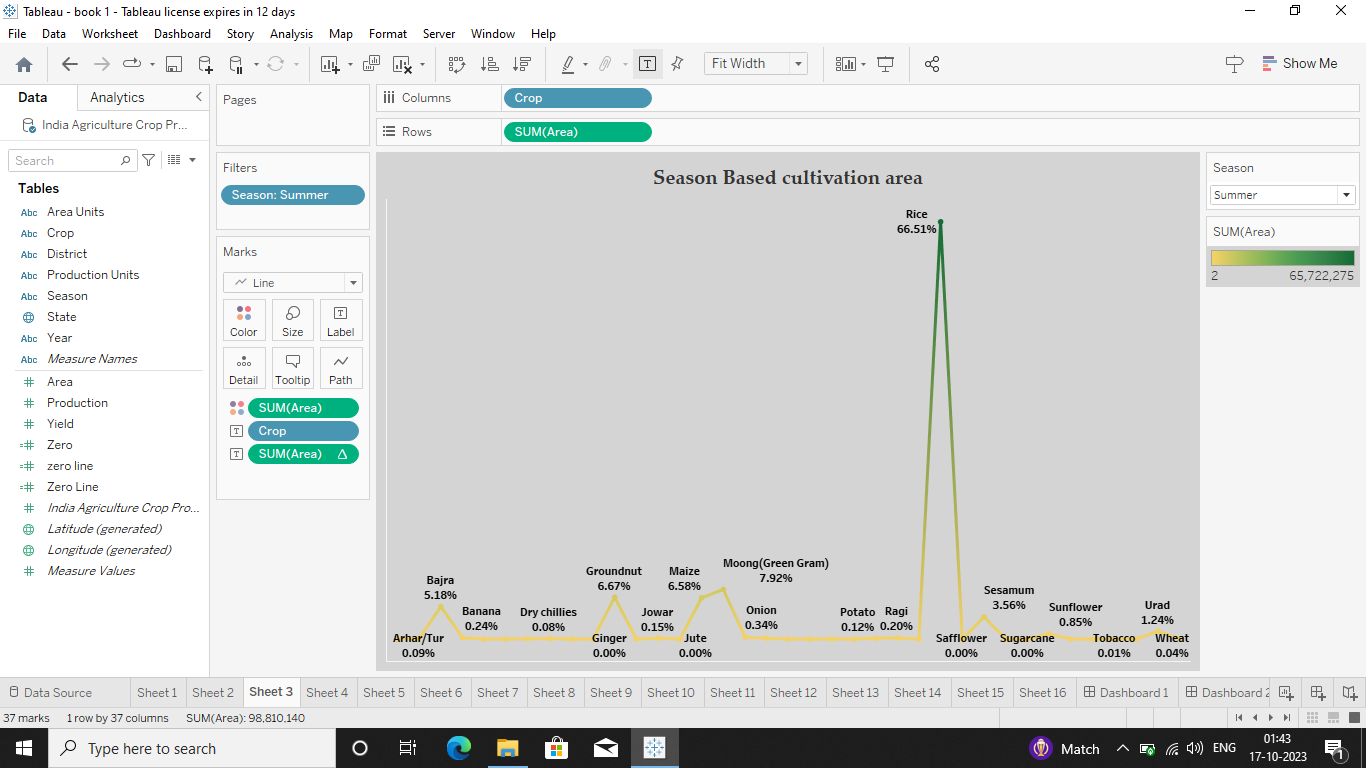 Tableau - book 1 - Tableau license expires in 12 days
File Data Worksheet Dashboard Story Analysis Map Format Server Window Help
Fit Width
Show Me
Data Analytics
India Agriculture Crop Pr...
Search
Tables
Abc Area Units
Abc Crop
Abc District
Abc Production Units
Abc Season
State
Abc Year
Abc Measure Names
# Area
# Production
# Yield
=# Zero
=# zero line
=# Zero Line
# India Agriculture Crop Pro...
Latitude (generated)
Longitude (generated)
# Measure Values
Pages
Filters
Season: Summer
Marks
Line
Color Size Label
Detail Tooltip Path
SUM(Area)
Crop
SUM(Area) Δ
Columns Crop
Rows SUM(Area)
Season Based cultivation area
Rice
66.51%
Moong(Green Gram)
7.92%
Groundnut
6.67%
Maize
6.58%
Bajra
5.18%
Sesamum
3.56%
Banana
0.24%
Dry chillies
0.08%
Jowar
0.15%
Onion
0.34%
Potato
0.12%
Ragi
0.20%
Sunflower
0.85%
Urad
1.24%
Arhar/Tur
0.09%
Ginger
0.00%
Jute
0.00%
Safflower
0.00%
Sugarcane
0.00%
Tobacco
0.01%
Wheat
0.04%
Season
Summer
SUM(Area)
2 65,722,275
Data Source Sheet 1 Sheet 2 Sheet 3 Sheet 4 Sheet 5 Sheet 6 Sheet 7 Sheet 8 Sheet 9 Sheet 10 Sheet 11 Sheet 12 Sheet 13 Sheet 14 Sheet 15 Sheet 16 Dashboard 1 Dashboard 2
37 marks 1 row by 37 columns SUM(Area): 98,810,140
Type here to search
Match
ENG
01:43
17-10-2023
1